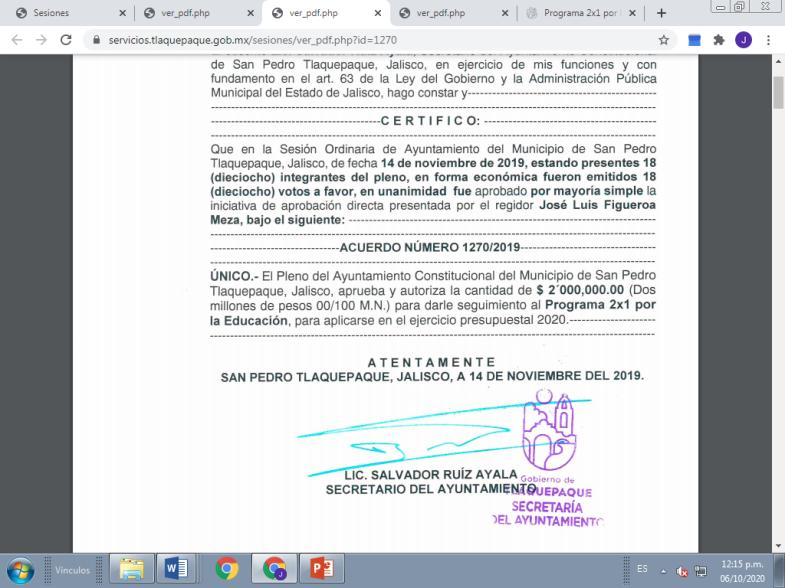 Sesiones
ver_pdf.php
ver_pdf.php
ver_pdf.php
Programa 2x1 por
servicios.tlaquepaque.gob.mx/sesiones/ver_pdf.php?id=1270
J
de San Pedro Tlaquepaque, Jalisco, en ejercicio de mis funciones y con
fundamento en el art. 63 de la Ley del Gobierno y la Administración Pública
Municipal del Estado de Jalisco, hago constar y-----------------------------------------
----------------------------------------------------------------------------------------------------
--------------------------------------C E R T I F I C O: ---------------------------------------
----------------------------------------------------------------------------------------------------
Que en la Sesión Ordinaria de Ayuntamiento del Municipio de San Pedro
Tlaquepaque, Jalisco, de fecha 14 de noviembre de 2019, estando presentes 18
(dieciocho) integrantes del pleno, en forma económica fueron emitidos 18
(dieciocho) votos a favor, en unanimidad fue aprobado por mayoría simple la
iniciativa de aprobación directa presentada por el regidor José Luis Figueroa
Meza, bajo el siguiente: --------------------------------------------------------------------
----------------------------------------------------------------------------------------------------
-----------------------------ACUERDO NÚMERO 1270/2019------------------------------
----------------------------------------------------------------------------------------------------
ÚNICO.- El Pleno del Ayuntamiento Constitucional del Municipio de San Pedro
Tlaquepaque, Jalisco, aprueba y autoriza la cantidad de $ 2´000,000.00 (Dos
millones de pesos 00/100 M.N.) para darle seguimiento al Programa 2x1 por
la Educación, para aplicarse en el ejercicio presupuestal 2020.-------------------
----------------------------------------------------------------------------------------------------
A T E N T A M E N T E
SAN PEDRO TLAQUEPAQUE, JALISCO, A 14 DE NOVIEMBRE DEL 2019.
LIC. SALVADOR RUÍZ AYALA
SECRETARIO DEL AYUNTAMIENTO
Gobierno de
TLAQUEPAQUE
SECRETARÍA
DEL AYUNTAMIENTO
Vínculos
ES
12:15 p.m.
06/10/2020